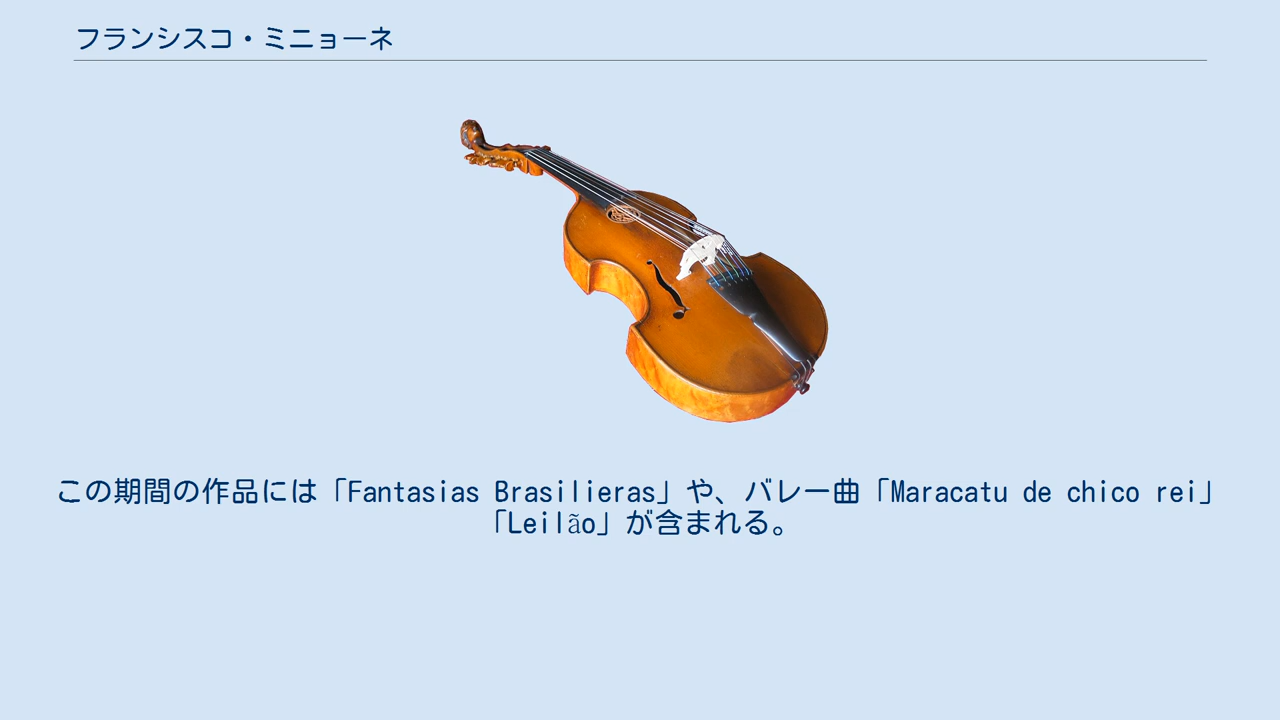 フランシスコ・ミニョーネ
この期間の作品には「Fantasias Brasilieras」や、バレー曲「Maracatu de chico rei」
「Leilão」が含まれる。